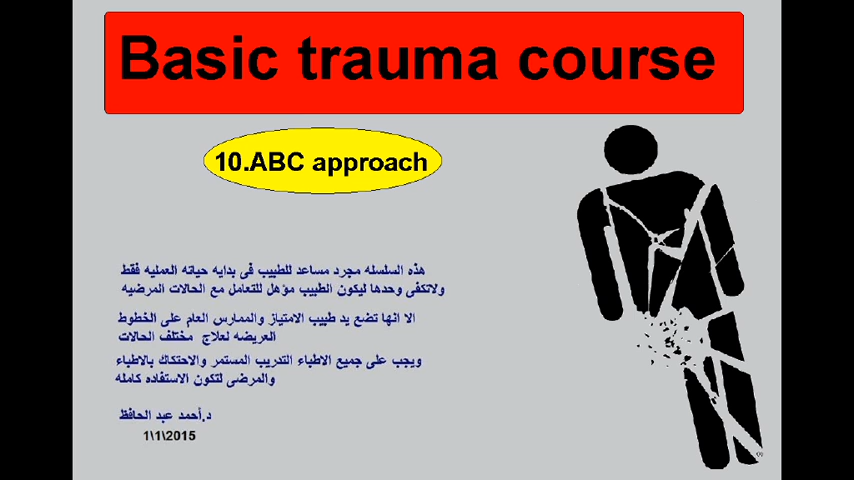 Basic trauma course
10.ABC approach
هذه السلسله مجرد مساعد للطبيب فى بدايه حياته العمليه فقط
ولاتكفى وحدها ليكون الطبيب مؤهل للتعامل مع الحالات المرضيه
الا انها تضع يد طبيب الامتياز والممارس العام على الخطوط
العريضه لعلاج مختلف الحالات
ويجب على جميع الاطباء التدريب المستمر والاحتكاك بالاطباء
والمرضى لتكون الاستفاده كامله
د.أحمد عبد الحافظ
1\1\2015